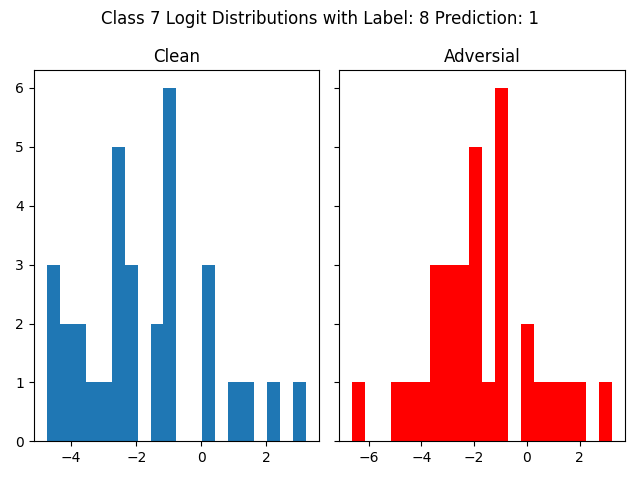 Class 7 Logit Distributions with Label: 8 Prediction: 1
Clean
Adversial
6
5
4
3
2
1
0
−4 −2 0 2
−6 −4 −2 0 2